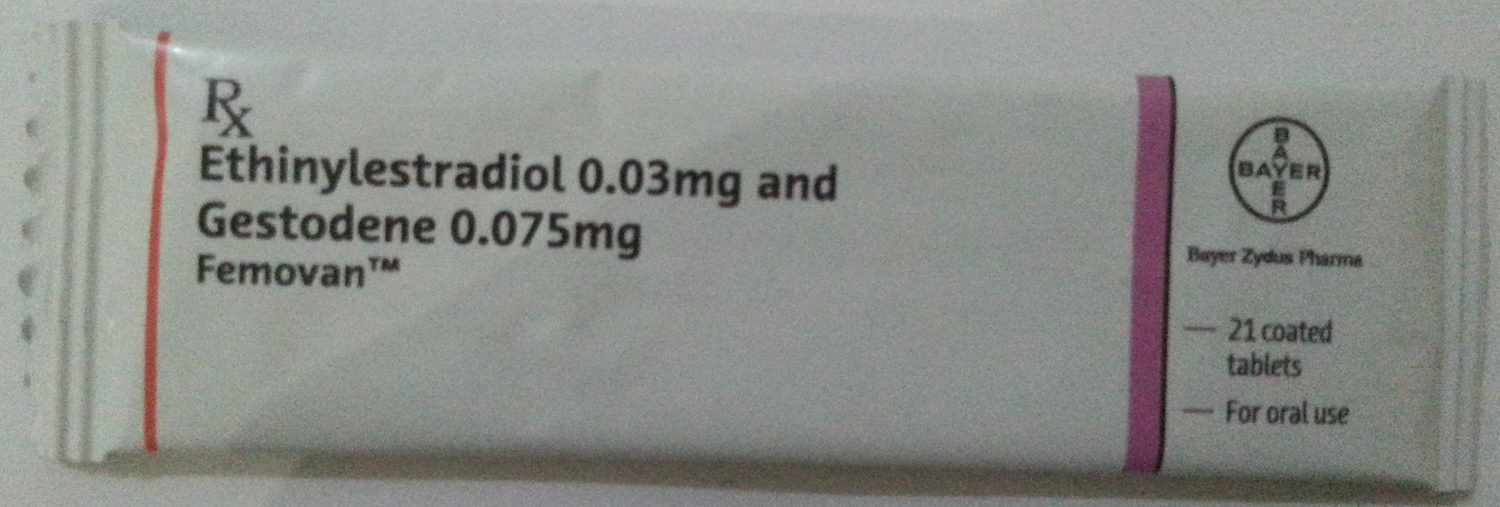 Rx
Ethinylestradiol 0.03mg and
Gestodene 0.075mg
Femovan™
BAYER
BAYER
Bayer Zydus Pharma
— 21 coated
tablets
— For oral use